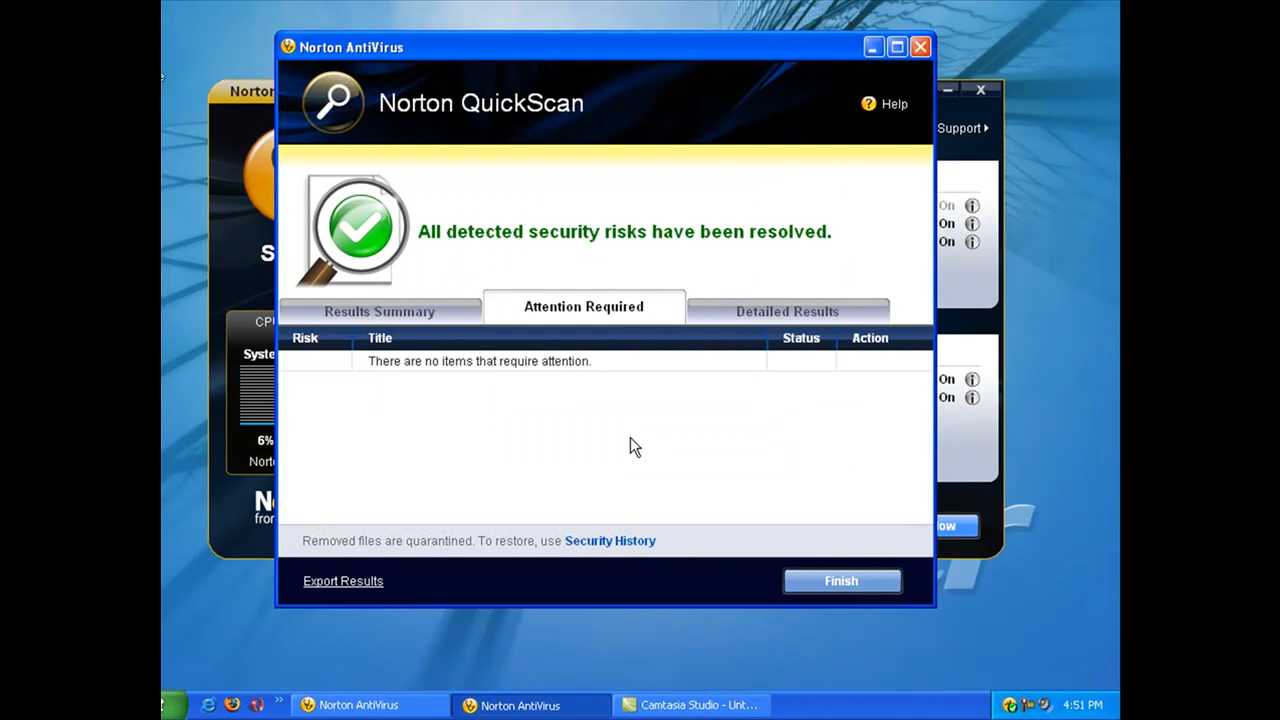 Norton AntiVirus
Norton
Norton QuickScan
Help
Support
All detected security risks have been resolved.
On
On
On
Results Summary
Attention Required
Detailed Results
CPU
Risk
Title
Status
Action
There are no items that require attention.
On
On
6%
Removed files are quarantined. To restore, use Security History
Export Results
Finish
Norton AntiVirus
Norton AntiVirus
Camtasia Studio - Unt...
4:51 PM